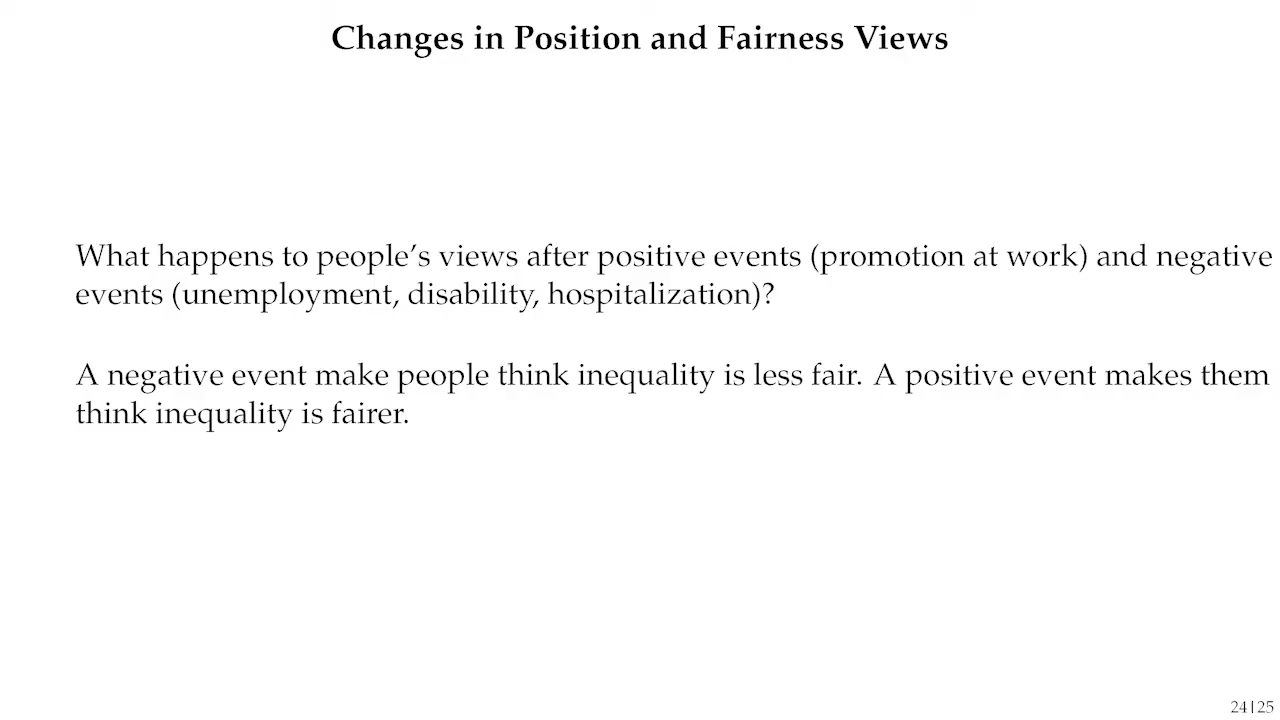 Changes in Position and Fairness Views
What happens to people’s views after positive events (promotion at work) and negative
events (unemployment, disability, hospitalization)?
A negative event make people think inequality is less fair. A positive event makes them
think inequality is fairer.
24|25